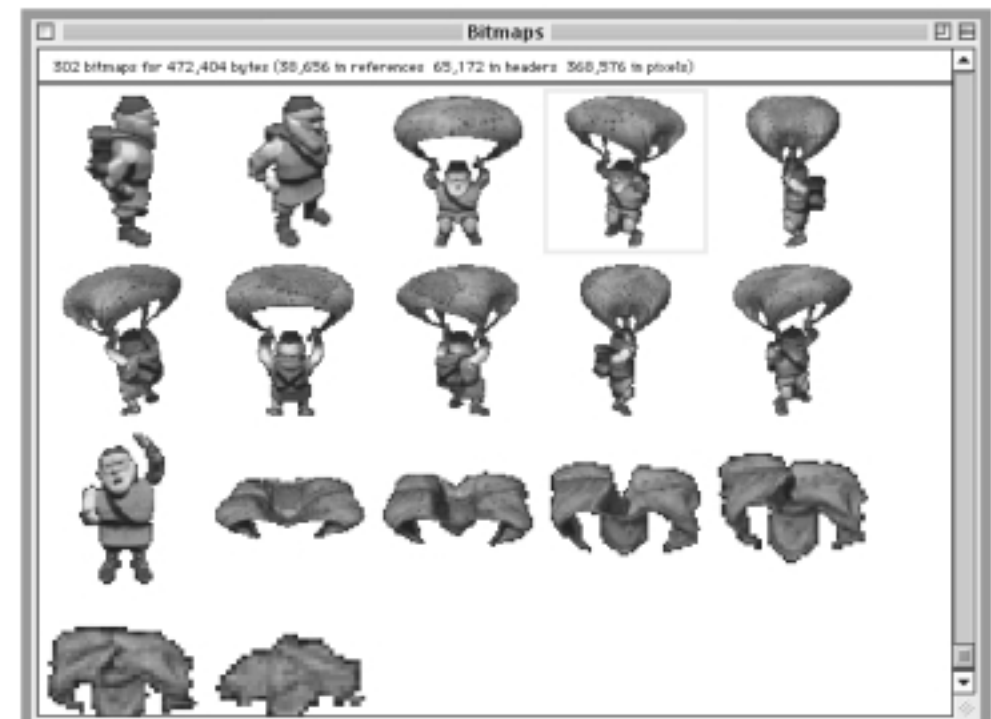 Bitmaps
302 bitmaps for 472,404 bytes (38,656 in references 65,172 in headers 368,576 in pixels)